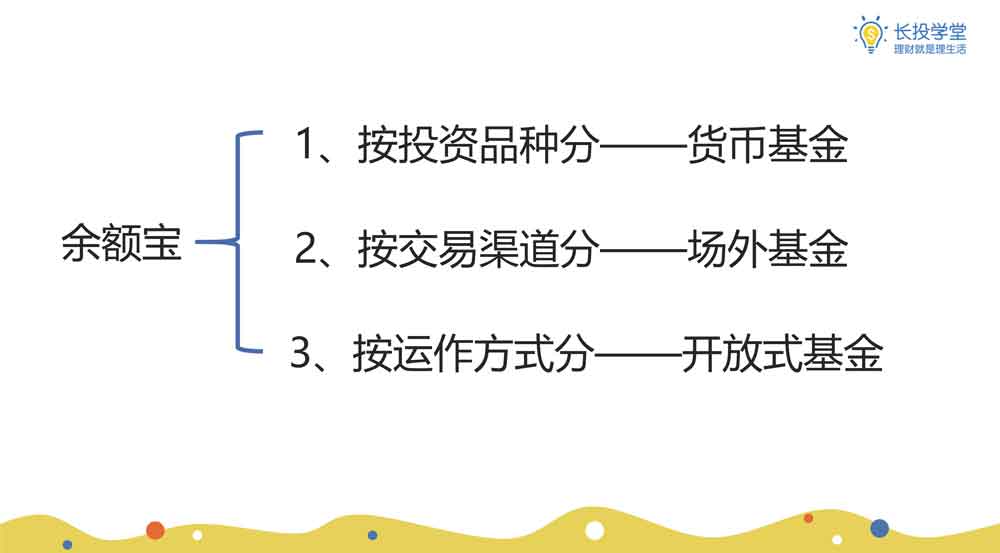 长投学堂
理财就是理生活
1、按投资品种分——货币基金
余额宝
2、按交易渠道分——场外基金
3、按运作方式分——开放式基金